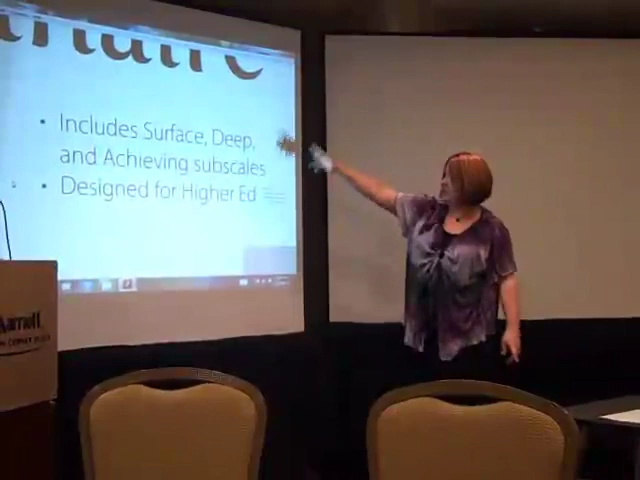 • Includes Surface, Deep,
and Achieving subscales
• Designed for Higher Ed